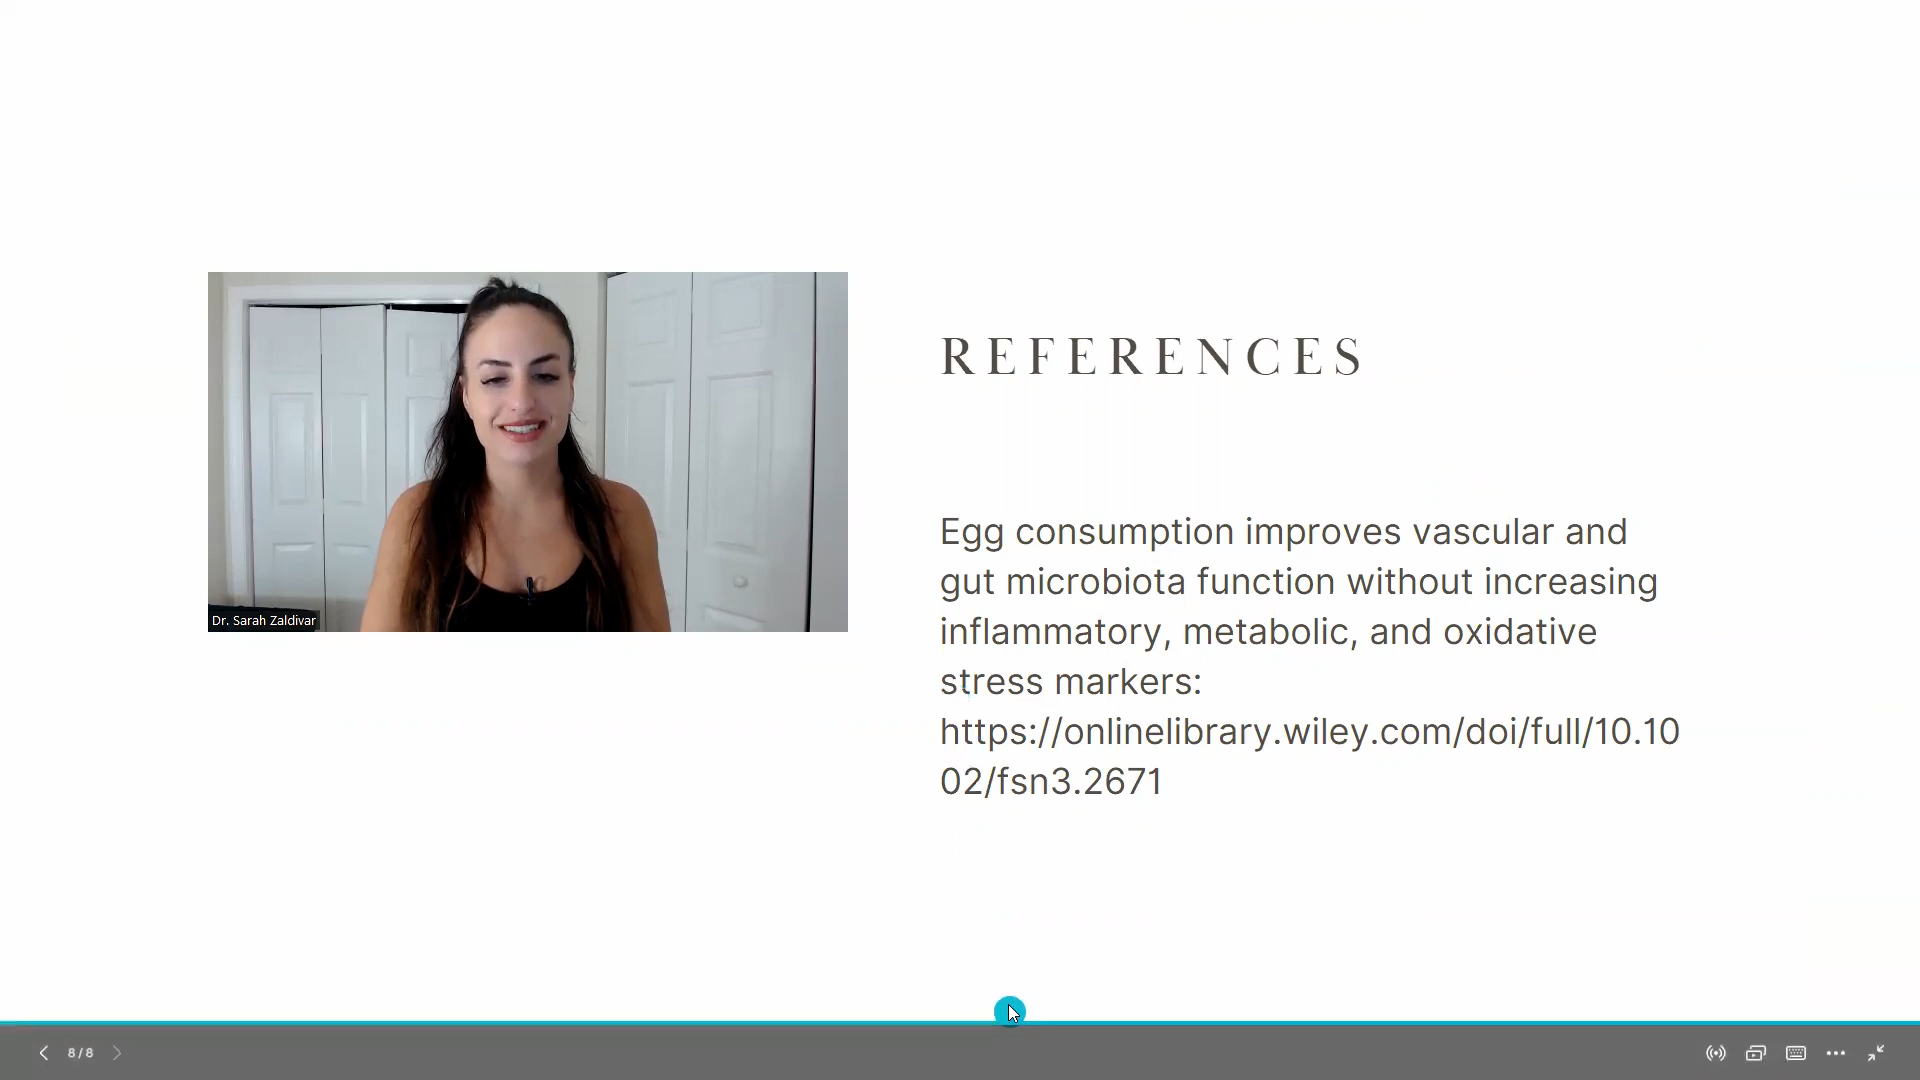 REFERENCES
Egg consumption improves vascular and
gut microbiota function without increasing
inflammatory, metabolic, and oxidative
stress markers:
https://onlinelibrary.wiley.com/doi/full/10.10
02/fsn3.2671
Dr. Sarah Zaldivar
8/8